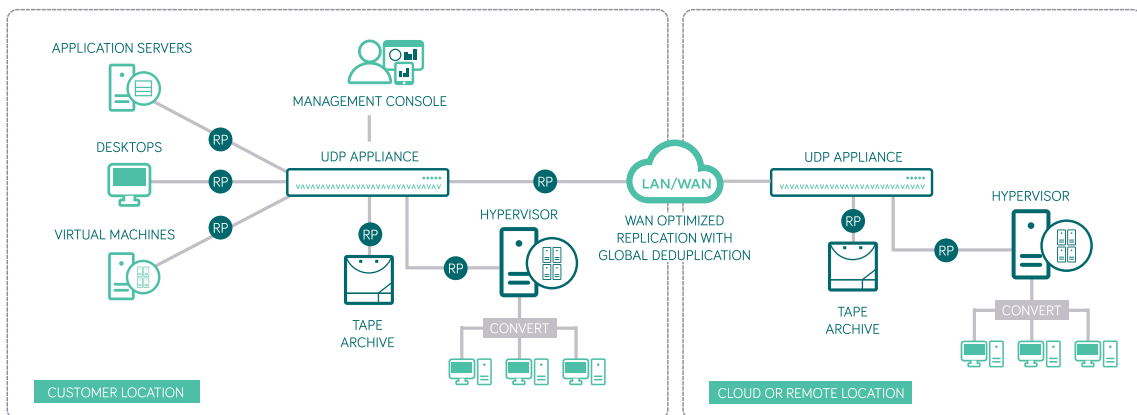 APPLICATION SERVERS
MANAGEMENT CONSOLE
RP
DESKTOPS
RP
VIRTUAL MACHINES
RP
UDP APPLIANCE
RP
TAPE
ARCHIVE
RP
HYPERVISOR
CONVERT
RP
LAN/WAN
WAN OPTIMIZED
REPLICATION WITH
GLOBAL DEDUPLICATION
CUSTOMER LOCATION
UDP APPLIANCE
RP
TAPE
ARCHIVE
RP
HYPERVISOR
CONVERT
CLOUD OR REMOTE LOCATION